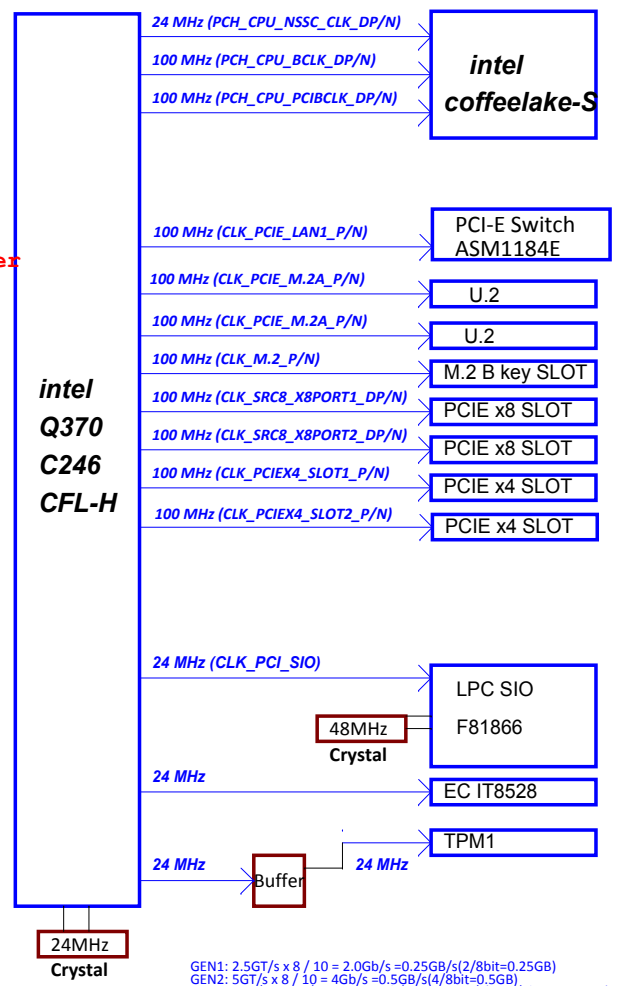 24 MHz (PCH_CPU_NSSC_CLK_DP/N)
100 MHz (PCH_CPU_BCLK_DP/N)
100 MHz (PCH_CPU_PCIBCLK_DP/N)
intel
coffeelake-S
er
100 MHz (CLK_PCIE_LAN1_P/N)
PCI-E Switch
ASM1184E
100 MHz (CLK_PCIE_M.2A_P/N)
U.2
100 MHz (CLK_PCIE_M.2A_P/N)
U.2
100 MHz (CLK_M.2_P/N)
M.2 B key SLOT
100 MHz (CLK_SRC8_X8PORT1_DP/N)
PCIE x8 SLOT
100 MHz (CLK_SRC8_X8PORT2_DP/N)
PCIE x8 SLOT
100 MHz (CLK_PCIEX4_SLOT1_P/N)
PCIE x4 SLOT
100 MHz (CLK_PCIEX4_SLOT2_P/N)
PCIE x4 SLOT
intel
Q370
C246
CFL-H
24 MHz (CLK_PCI_SIO)
LPC SIO
F81866
48MHz
Crystal
24 MHz
EC IT8528
24 MHz
Buffer
24 MHz
TPM1
24MHz
Crystal
GEN1: 2.5GT/s x 8 / 10 = 2.0Gb/s =0.25GB/s(2/8bit=0.25GB)
GEN2: 5GT/s x 8 / 10 = 4Gb/s =0.5GB/s(4/8bit=0.5GB)